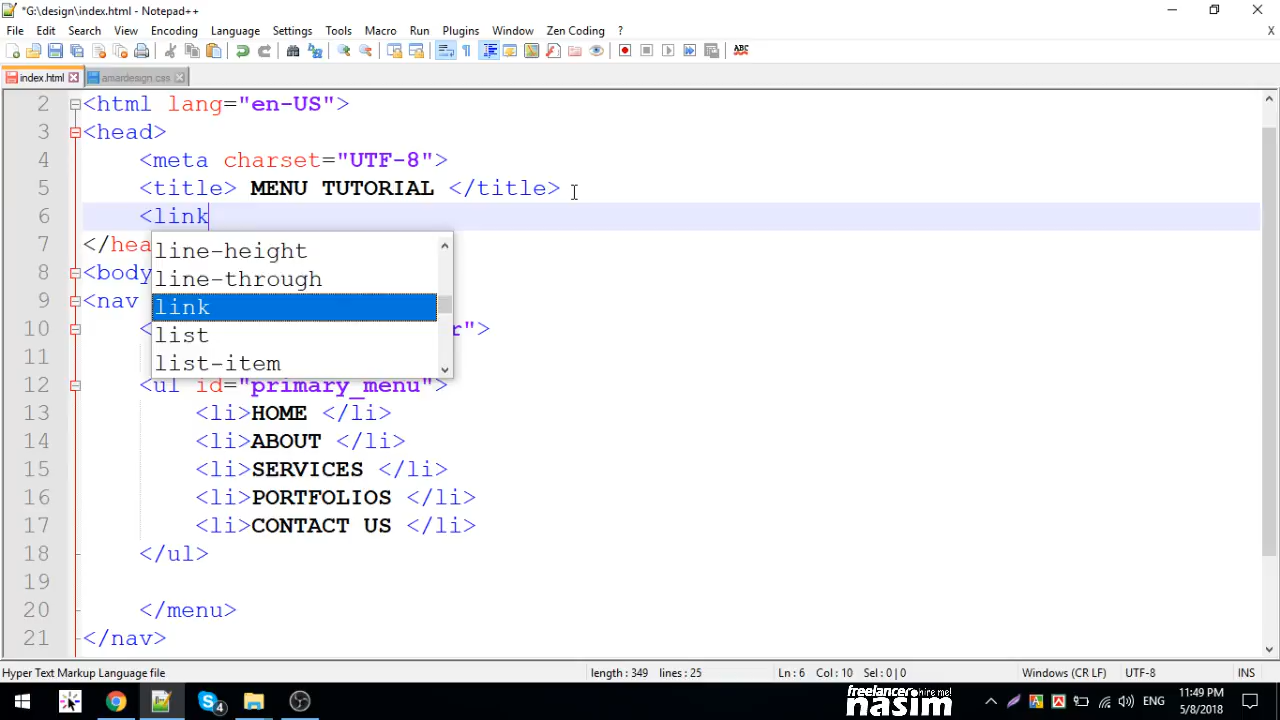 *G:\design\index.html - Notepad++
File Edit Search View Encoding Language Settings Tools Macro Run Plugins Window Zen Coding ? X
ABC
index.html amardesign.css
2 <html lang="en-US">
3 <head>
4 <meta charset="UTF-8">
5 <title> MENU TUTORIAL </title>
6 <link
7 </hea
line-height
8 <body
line-through
9 <nav
link
10 < r">
list
11
list-item
12 <ul id="primary_menu">
13 <li>HOME </li>
14 <li>ABOUT </li>
15 <li>SERVICES </li>
16 <li>PORTFOLIOS </li>
17 <li>CONTACT US </li>
18 </ul>
19
20 </menu>
21 </nav>
Hyper Text Markup Language file length : 349 lines : 25 Ln : 6 Col : 10 Sel : 0 | 0 Windows (CR LF) UTF-8 INS
freelancer hire me!
nasim
4
ENG
11:49 PM
5/8/2018